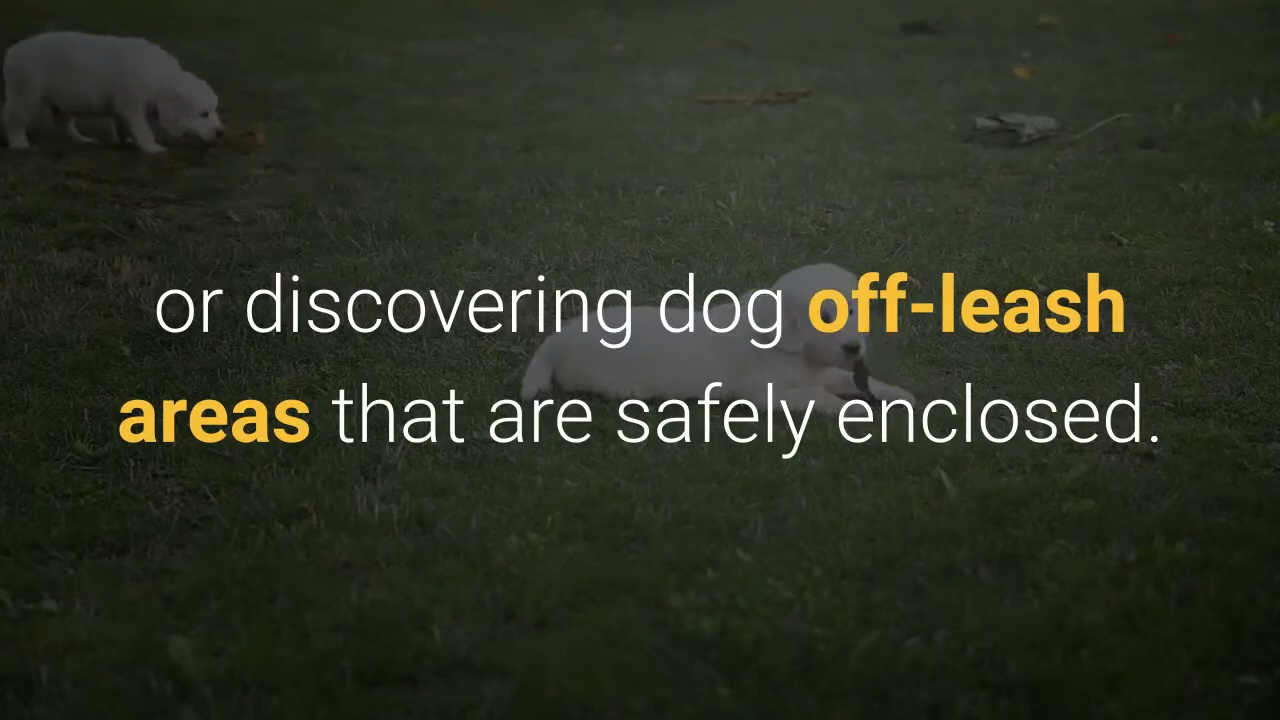 or discovering dog off-leash
areas that are safely enclosed.